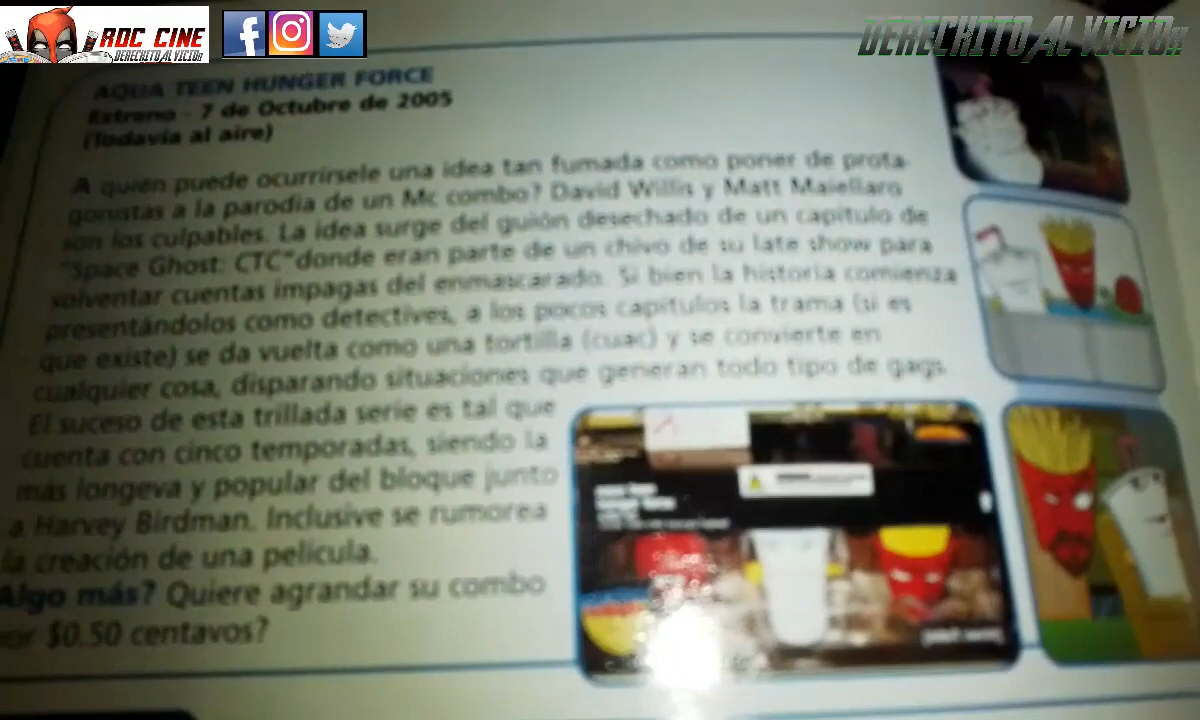 RDC CINE
DERECHITO AL VICIO!!
DERECHITO AL VICIO!!
AQUA TEEN HUNGER FORCE
Estreno - 7 de Octubre de 2005
(Todavía al aire)
A quién puede ocurrírsele una idea tan fumada como poner de prota-
gonistas a la parodia de un Mc combo? David Willis y Matt Maiellaro
son los culpables. La idea surge del guión desechado de un capítulo de
"Space Ghost: CTC" donde eran parte de un chivo de su late show para
solventar cuentas impagas del enmascarado. Si bien la historia comienza
presentándolos como detectives, a los pocos capítulos la trama (si es
que existe) se da vuelta como una tortilla (cuac) y se convierte en
cualquier cosa, disparando situaciones que generan todo tipo de gags.
El suceso de esta trillada serie es tal que
cuenta con cinco temporadas, siendo la
más longeva y popular del bloque junto
a Harvey Birdman. Inclusive se rumorea
la creación de una película.
Algo más? Quiere agrandar su combo
por $0.50 centavos?